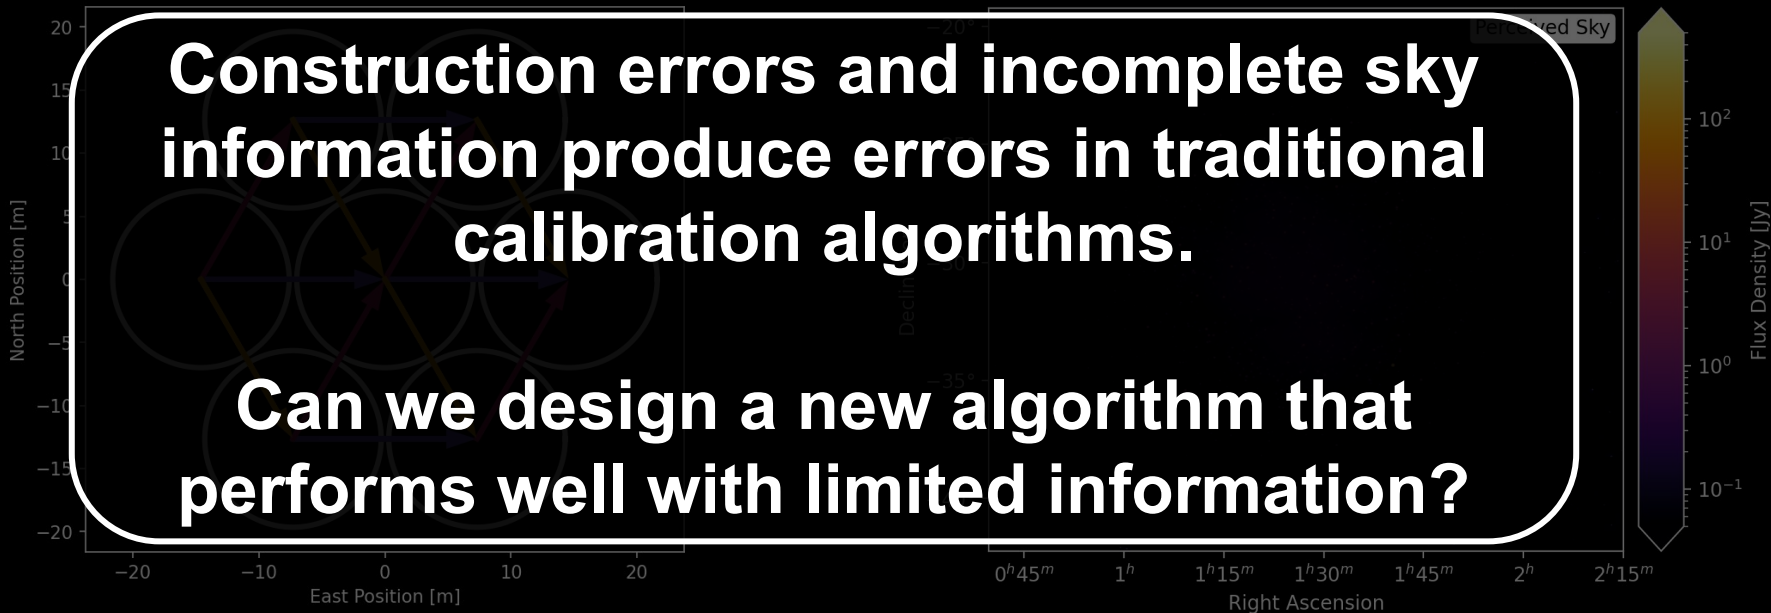 Construction errors and incomplete sky
information produce errors in traditional
calibration algorithms.
Can we design a new algorithm that
performs well with limited information?
20
15
10
5
0
−5
−10
−15
−20
North Position [m]
−20
−10
0
10
20
East Position [m]
Perceived Sky
−20°
−30°
−35°
0ʰ45ᵐ
1ʰ
1ʰ15ᵐ
1ʰ30ᵐ
1ʰ45ᵐ
2ʰ
2ʰ15ᵐ
Right Ascension
10²
10¹
10⁰
10⁻¹
Flux Density [Jy]